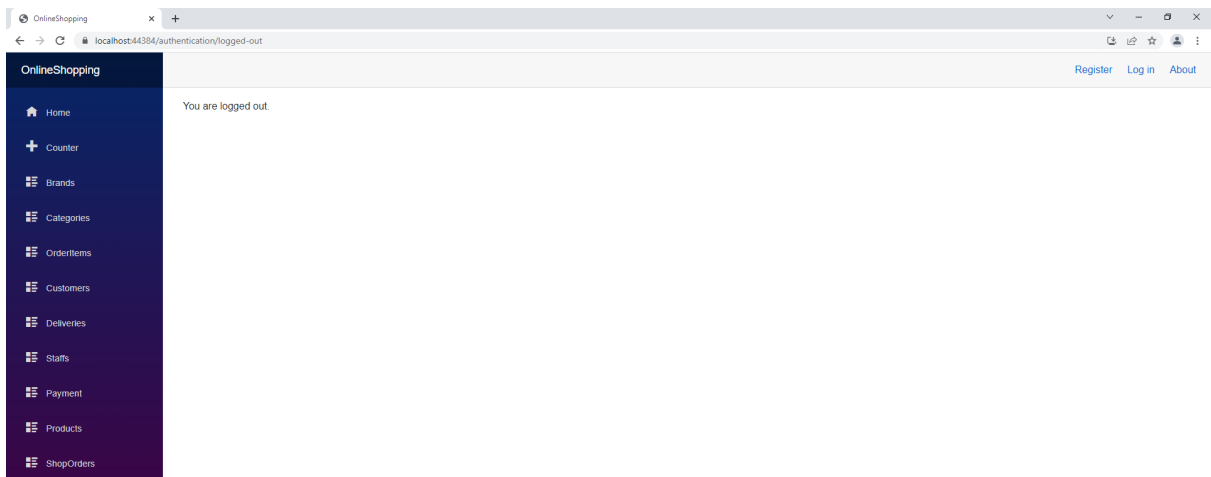 OnlineShopping
localhost:44384/authentication/logged-out
OnlineShopping
Register Log in About
Home
You are logged out.
Counter
Brands
Categories
OrderItems
Customers
Deliveries
Staffs
Payment
Products
ShopOrders